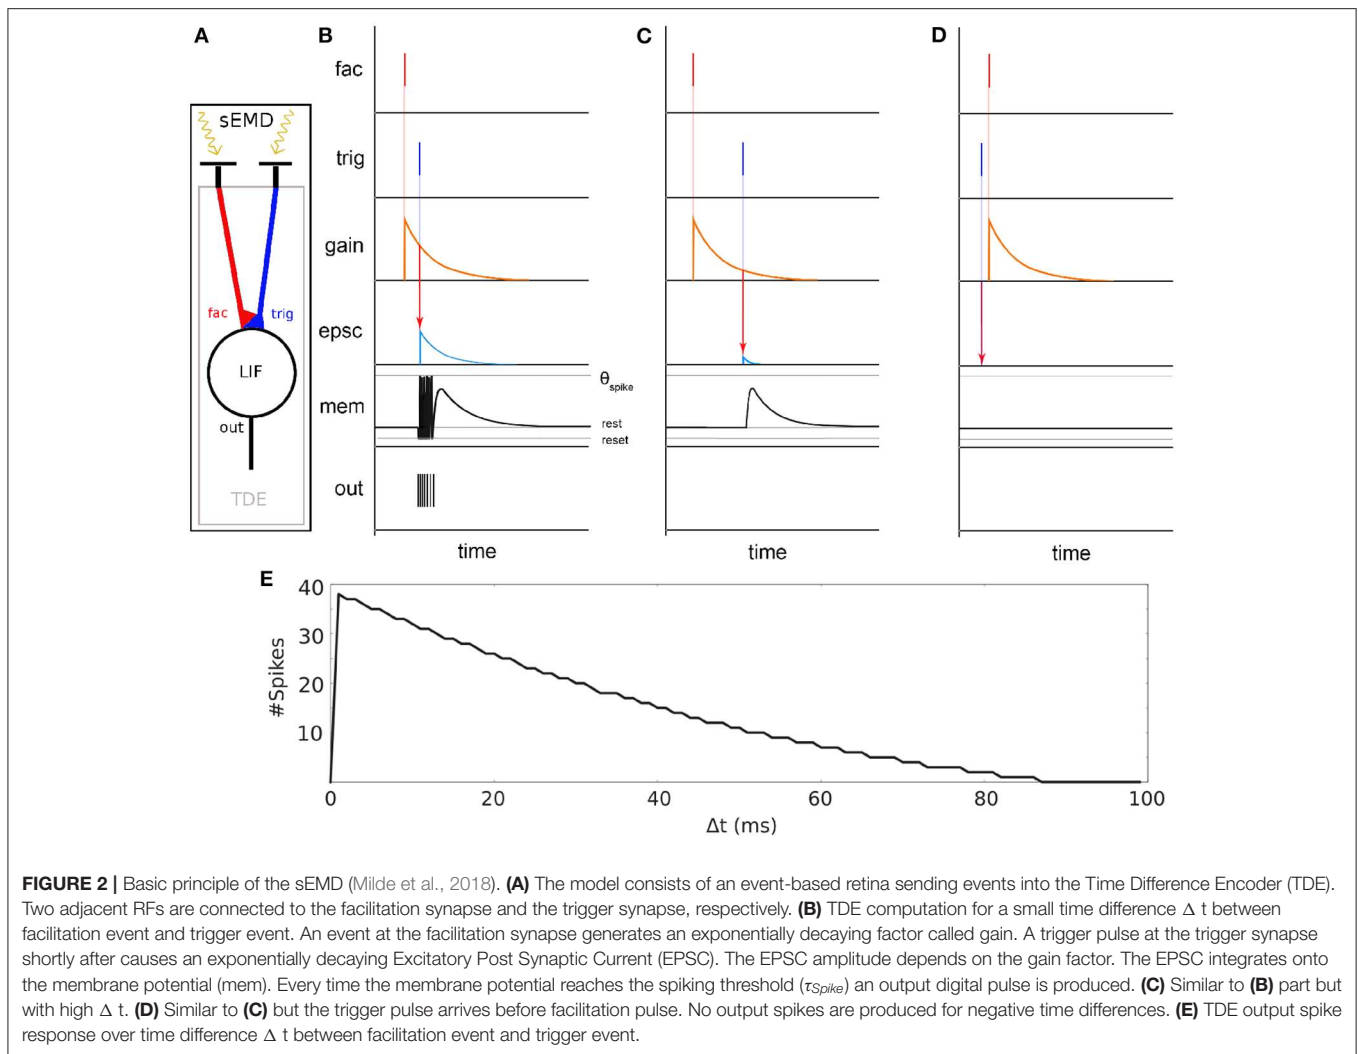 A
B
C
D
sEMD
fac
trig
LIF
out
TDE
fac
trig
gain
epsc
mem
out
θspike
rest
reset
time
time
time
E
40
30
20
10
#Spikes
0
20
40
60
80
100
Δt (ms)
FIGURE 2 | Basic principle of the sEMD (Milde et al., 2018). (A) The model consists of an event-based retina sending events into the Time Difference Encoder (TDE).
Two adjacent RFs are connected to the facilitation synapse and the trigger synapse, respectively. (B) TDE computation for a small time difference Δ t between
facilitation event and trigger event. An event at the facilitation synapse generates an exponentially decaying factor called gain. A trigger pulse at the trigger synapse
shortly after causes an exponentially decaying Excitatory Post Synaptic Current (EPSC). The EPSC amplitude depends on the gain factor. The EPSC integrates onto
the membrane potential (mem). Every time the membrane potential reaches the spiking threshold (τSpike) an output digital pulse is produced. (C) Similar to (B) part but
with high Δ t. (D) Similar to (C) but the trigger pulse arrives before facilitation pulse. No output spikes are produced for negative time differences. (E) TDE output spike
response over time difference Δ t between facilitation event and trigger event.